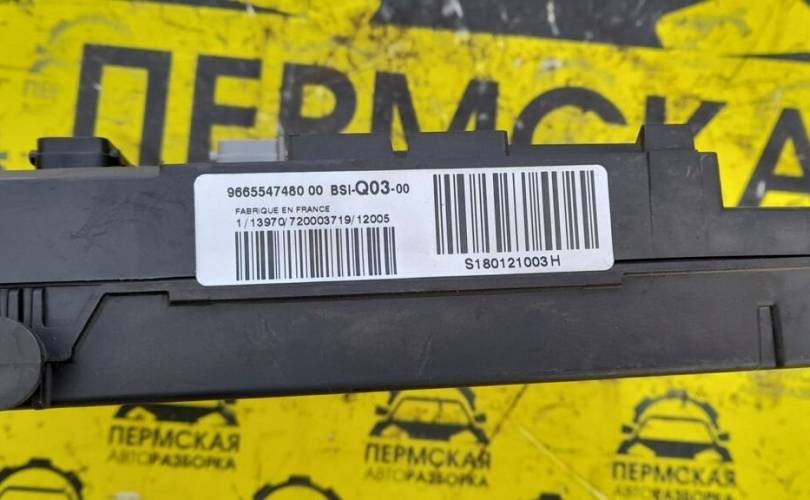 ПЕРМСКА
9665547480 00 BSI-Q03-00
FABRIQUE EN FRANCE
1/13970/720003719/12005
S180121003H
ПЕРМСКАЯ
АВТОРАЗБОРКА
ПЕРМСКАЯ
АВТОРАЗБОРКА
ПЕРМСКАЯ
АВТОРАЗБОРКА